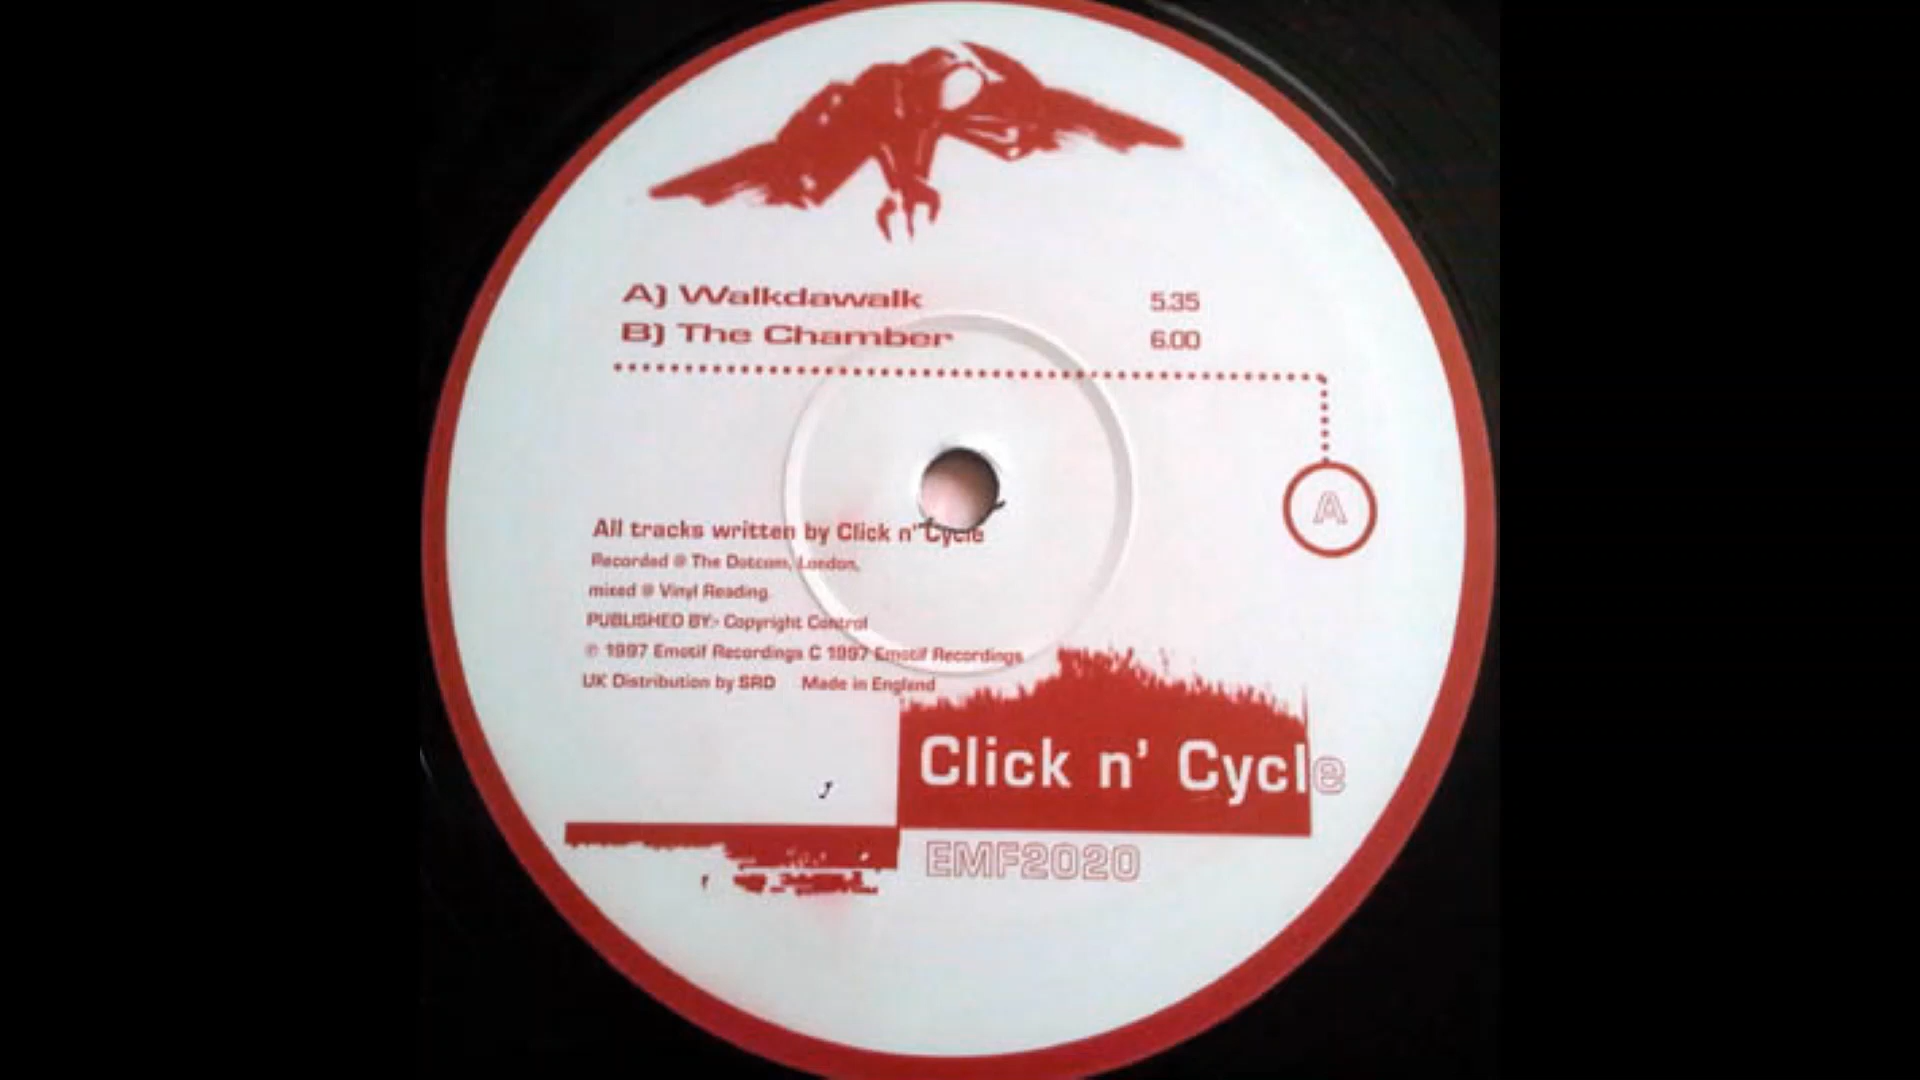 A) Walkdawalk 5.35
B) The Chamber 6.00
A
All tracks written by Click n' Cycle
Recorded @ The Dotcom, London,
mixed @ Vinyl Reading.
PUBLISHED BY:- Copyright Control
℗ 1997 Emotif Recordings C 1997 Emotif Recordings
UK Distribution by SRD Made in England
Click n' Cycle
EMF2020